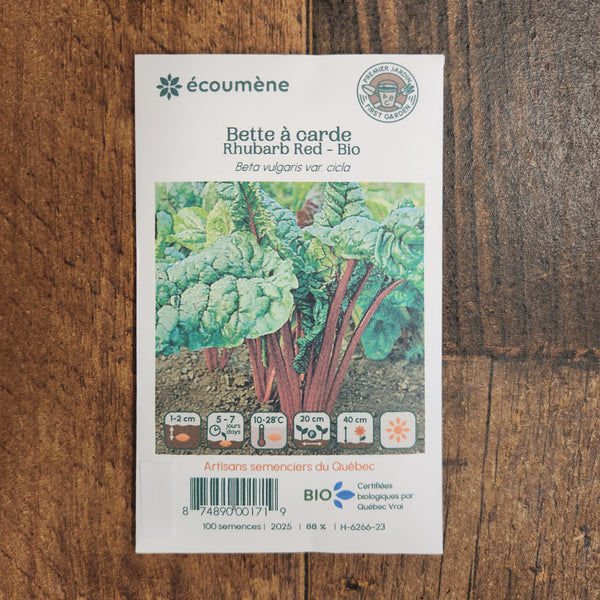 écoumène
PREMIER JARDIN
FIRST GARDEN
Bette à carde
Rhubarb Red - Bio
Beta vulgaris var. cicla
1-2 cm
5 - 7 jours days
10-28°C
20 cm
40 cm
Artisans semenciers du Québec
BIO
Certifiées
biologiques par
Québec Vrai
8 74890 00171 9
100 semences | 2025 | 88 % | H-6266-23